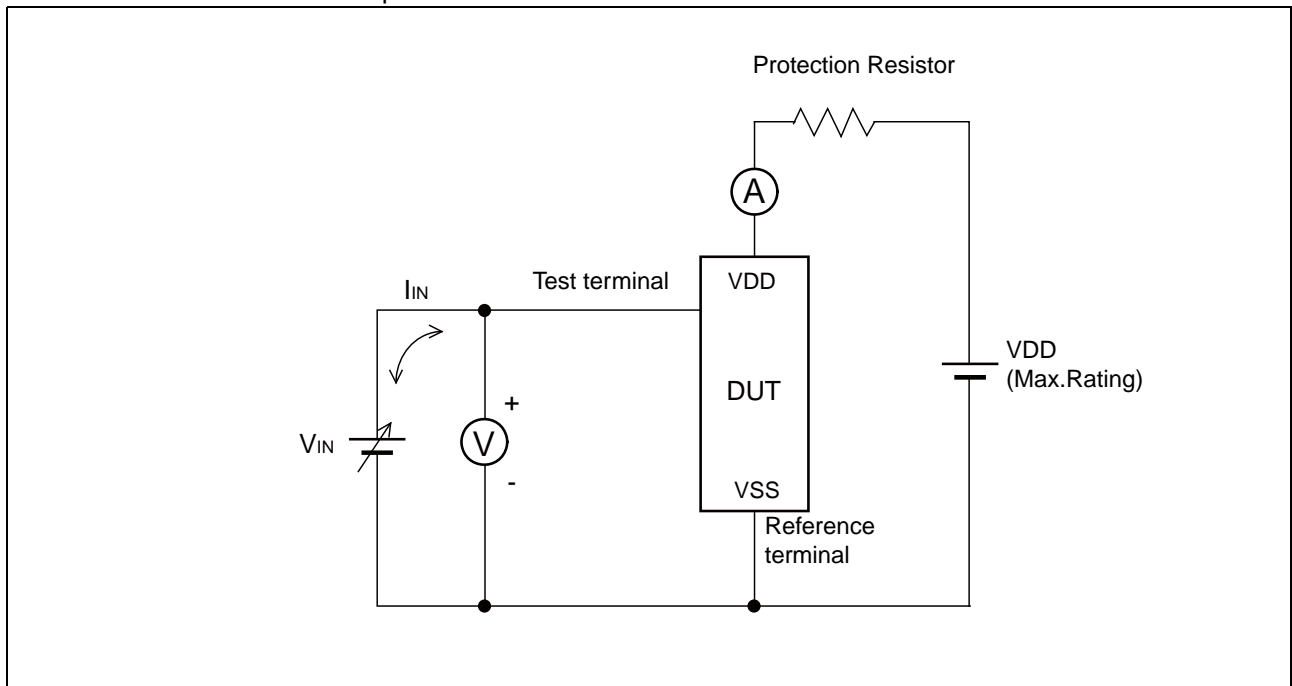 Protection Resistor
A
Test terminal
VDD
IIN
VDD
(Max.Rating)
DUT
+
VIN
V
-
VSS
Reference
terminal